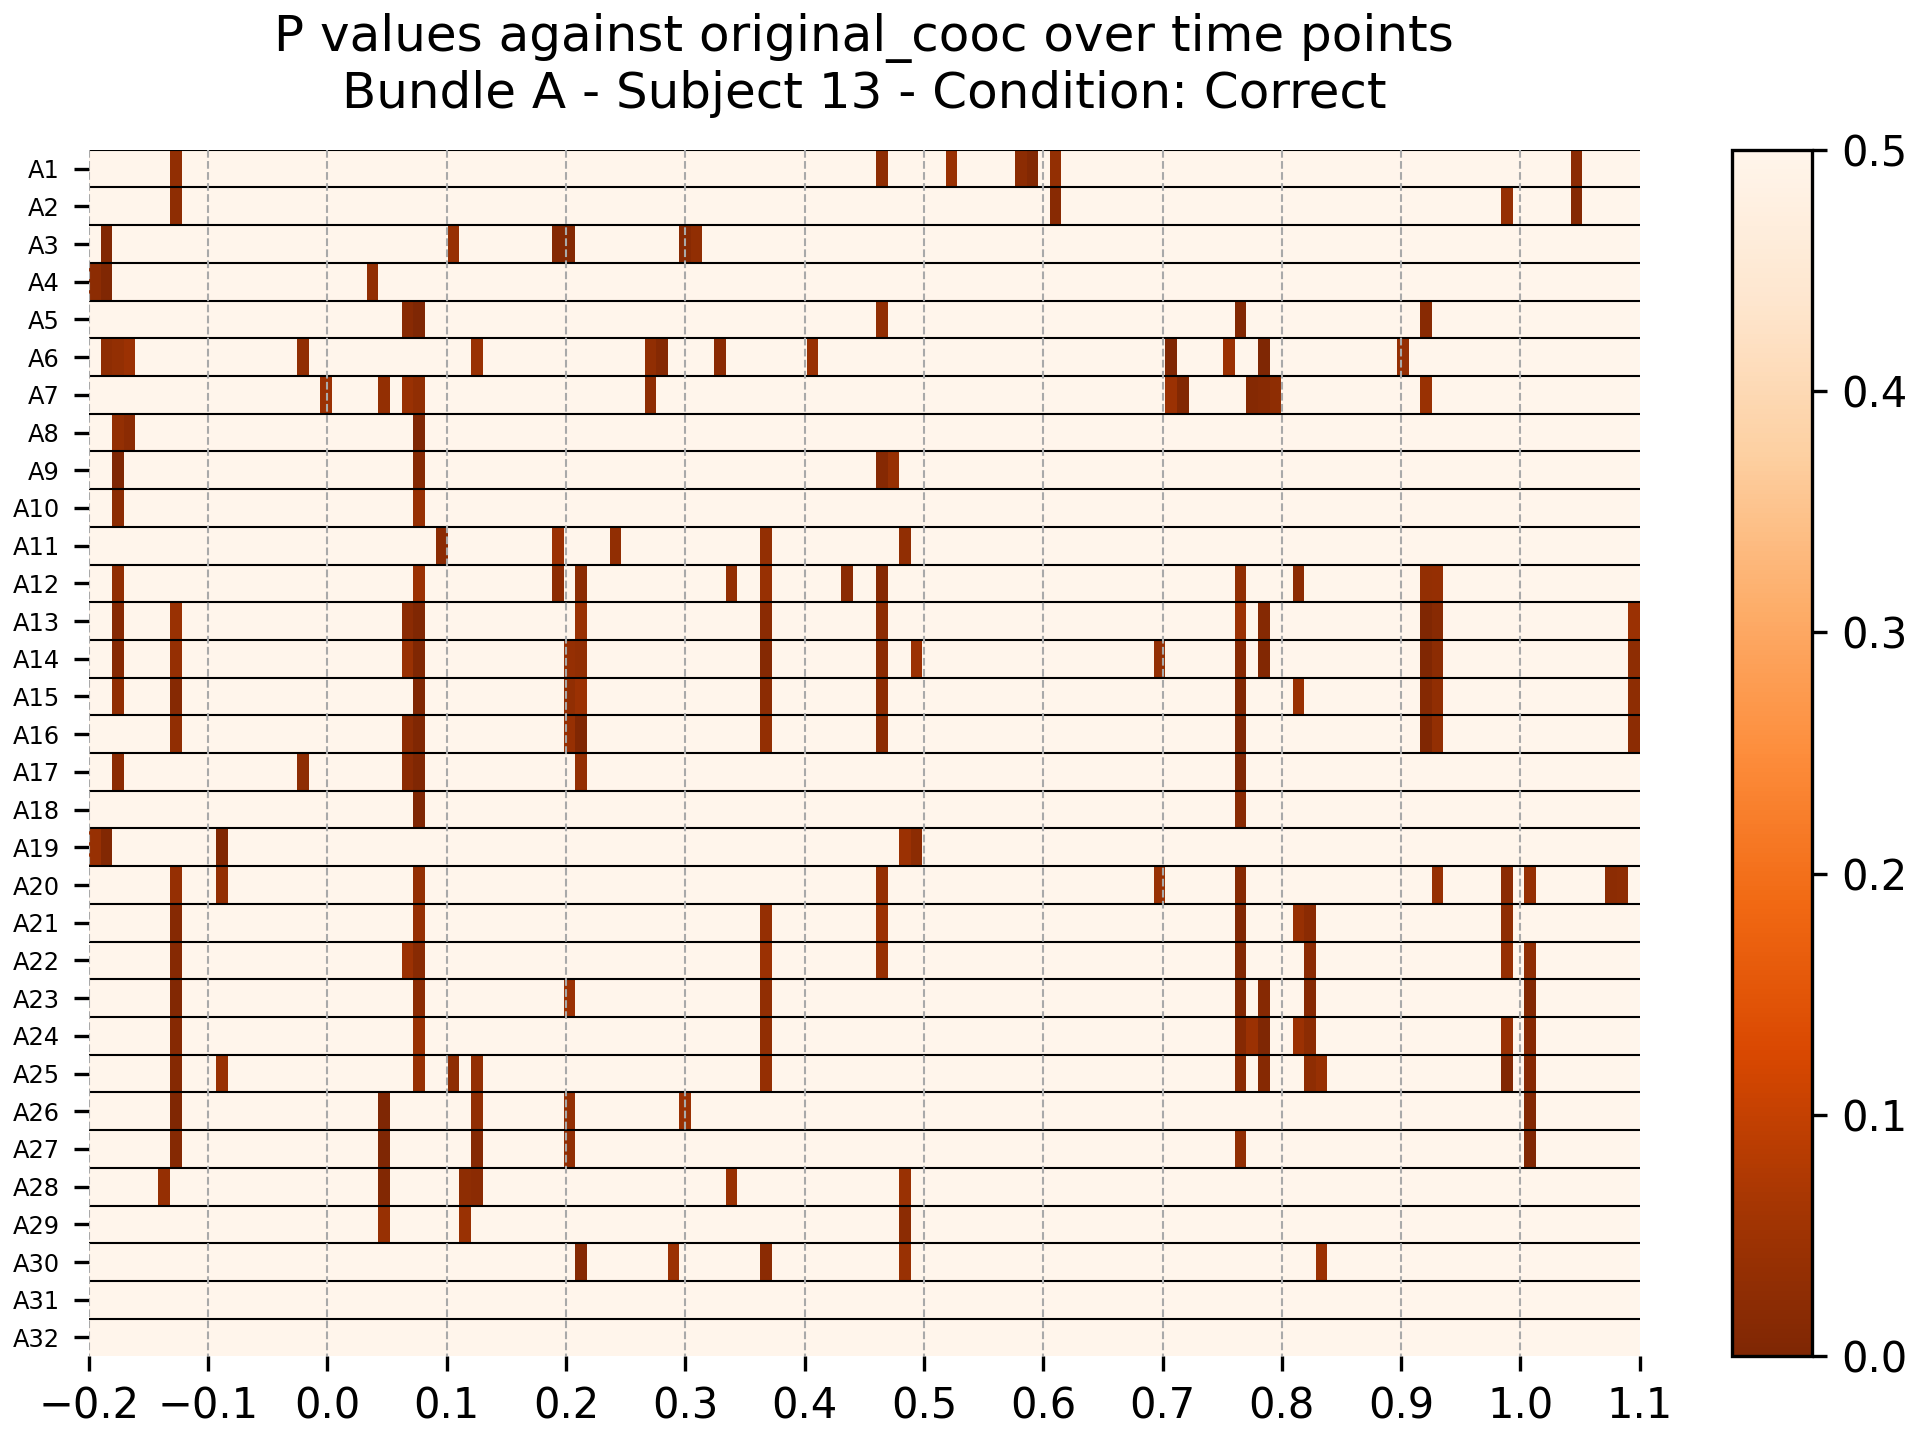 P values against original_cooc over time points
Bundle A - Subject 13 - Condition: Correct
A1
A2
A3
A4
A5
A6
A7
A8
A9
A10
A11
A12
A13
A14
A15
A16
A17
A18
A19
A20
A21
A22
A23
A24
A25
A26
A27
A28
A29
A30
A31
A32
−0.2 −0.1 0.0 0.1 0.2 0.3 0.4 0.5 0.6 0.7 0.8 0.9 1.0 1.1
0.5
0.4
0.3
0.2
0.1
0.0